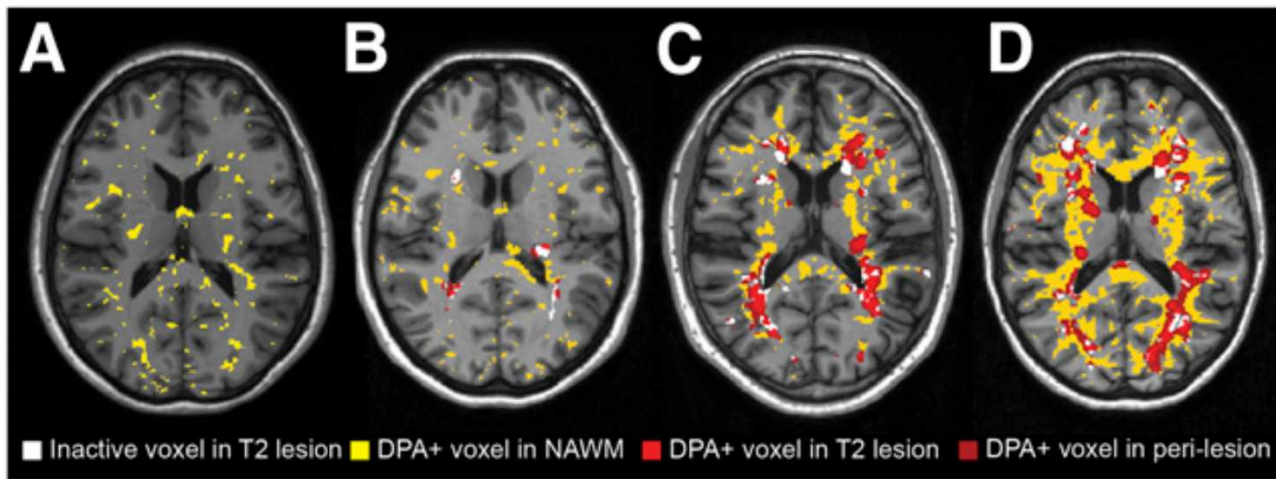 A B C D
Inactive voxel in T2 lesion DPA+ voxel in NAWM DPA+ voxel in T2 lesion DPA+ voxel in peri-lesion